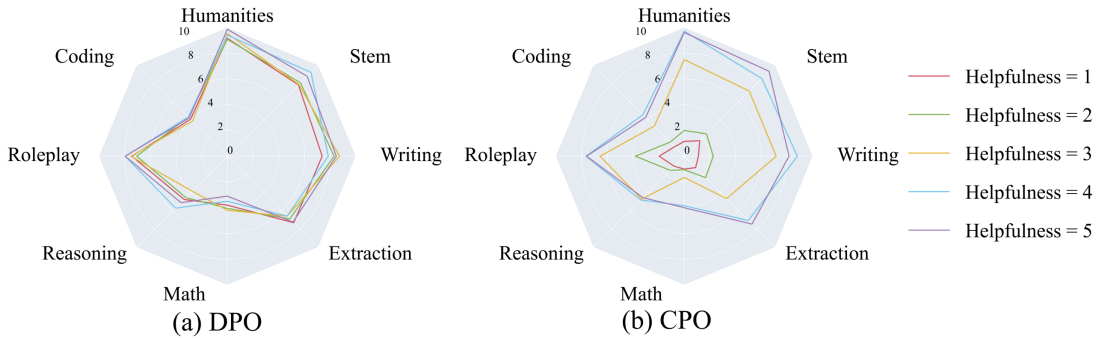 Humanities
10
8
6
4
2
0
Coding
Stem
Roleplay
Writing
Reasoning
Extraction
Math
(a) DPO
Humanities
10
8
6
4
2
0
Coding
Stem
Roleplay
Writing
Reasoning
Extraction
Math
(b) CPO
Helpfulness = 1
Helpfulness = 2
Helpfulness = 3
Helpfulness = 4
Helpfulness = 5